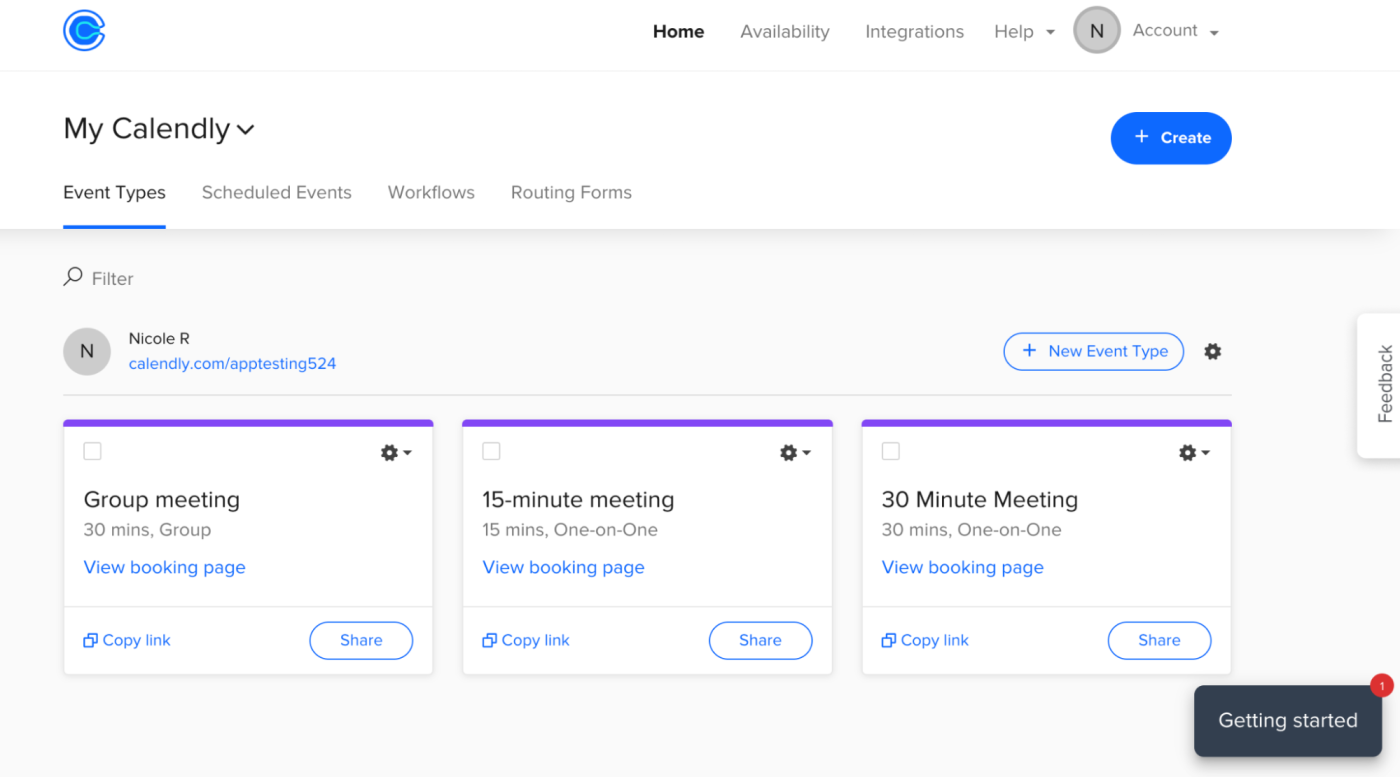 Home Availability Integrations Help N Account
My Calendly
+ Create
Event Types Scheduled Events Workflows Routing Forms
Filter
N
Nicole R
calendly.com/apptesting524
+ New Event Type
Feedback
Group meeting
30 mins, Group
View booking page
Copy link Share
15-minute meeting
15 mins, One-on-One
View booking page
Copy link Share
30 Minute Meeting
30 mins, One-on-One
View booking page
Copy link Share
1
Getting started